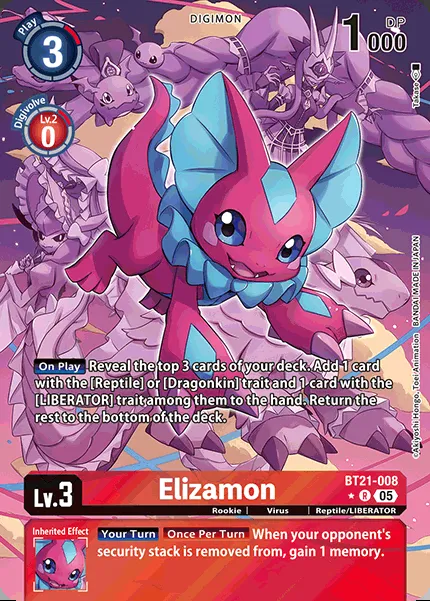 DIGIMON
Play
3
1000 DP
Digivolve
Lv.2
0
Takase
©Akiyoshi Hongo, Toei Animation BANDAI MADE IN JAPAN
On Play Reveal the top 3 cards of your deck. Add 1 card
with the [Reptile] or [Dragonkin] trait and 1 card with the
[LIBERATOR] trait among them to the hand. Return the
rest to the bottom of the deck.
Lv.3
Elizamon
BT21-008
R 05
Rookie | Virus | Reptile/LIBERATOR
Inherited Effect
Your Turn Once Per Turn When your opponent's
security stack is removed from, gain 1 memory.